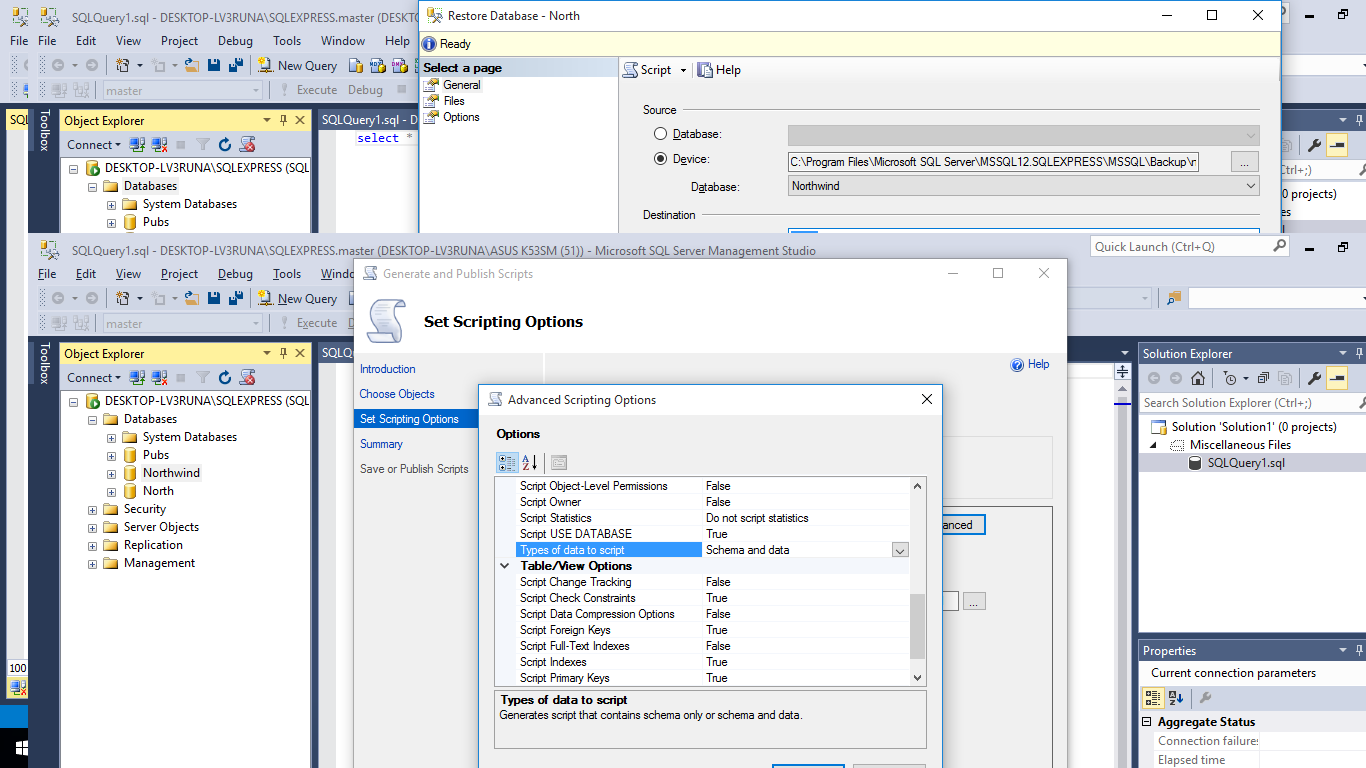 SQLQuery1.sql - DESKTOP-LV3RUNA\SQLEXPRESS.master (DESKTO
File File Edit View Project Debug Tools Window Help
New Query
master
Execute Debug
Restore Database - North
Ready
Select a page
General
Files
Options
Script Help
Source
Database:
Device: C:\Program Files\Microsoft SQL Server\MSSQL12.SQLEXPRESS\MSSQL\Backup\ ...
Database: Northwind
Destination
SQL
Toolbox
Object Explorer
Connect
DESKTOP-LV3RUNA\SQLEXPRESS (SQL
Databases
System Databases
Pubs
SQLQuery1.sql - D
select *
+;)
(0 projects)
es
SQLQuery1.sql - DESKTOP-LV3RUNA\SQLEXPRESS.master (DESKTOP-LV3RUNA\ASUS K53SM (51)) - Microsoft SQL Server Management Studio
Quick Launch (Ctrl+Q)
File Edit View Project Debug Tools Windo
New Query
master
Execute D
Toolbox
Object Explorer
Connect
DESKTOP-LV3RUNA\SQLEXPRESS (SQL
Databases
System Databases
Pubs
Northwind
North
Security
Server Objects
Replication
Management
SQLQ
Generate and Publish Scripts
Set Scripting Options
Help
Introduction
Choose Objects
Set Scripting Options
Summary
Save or Publish Scripts
anced
...
Advanced Scripting Options
Options
Script Object-Level Permissions False
Script Owner False
Script Statistics Do not script statistics
Script USE DATABASE True
Types of data to script Schema and data
Table/View Options
Script Change Tracking False
Script Check Constraints True
Script Data Compression Options False
Script Foreign Keys True
Script Full-Text Indexes False
Script Indexes True
Script Primary Keys True
Types of data to script
Generates script that contains schema only or schema and data.
Solution Explorer
Search Solution Explorer (Ctrl+;)
Solution 'Solution1' (0 projects)
Miscellaneous Files
SQLQuery1.sql
Properties
Current connection parameters
Aggregate Status
Connection failures
Elapsed time
100